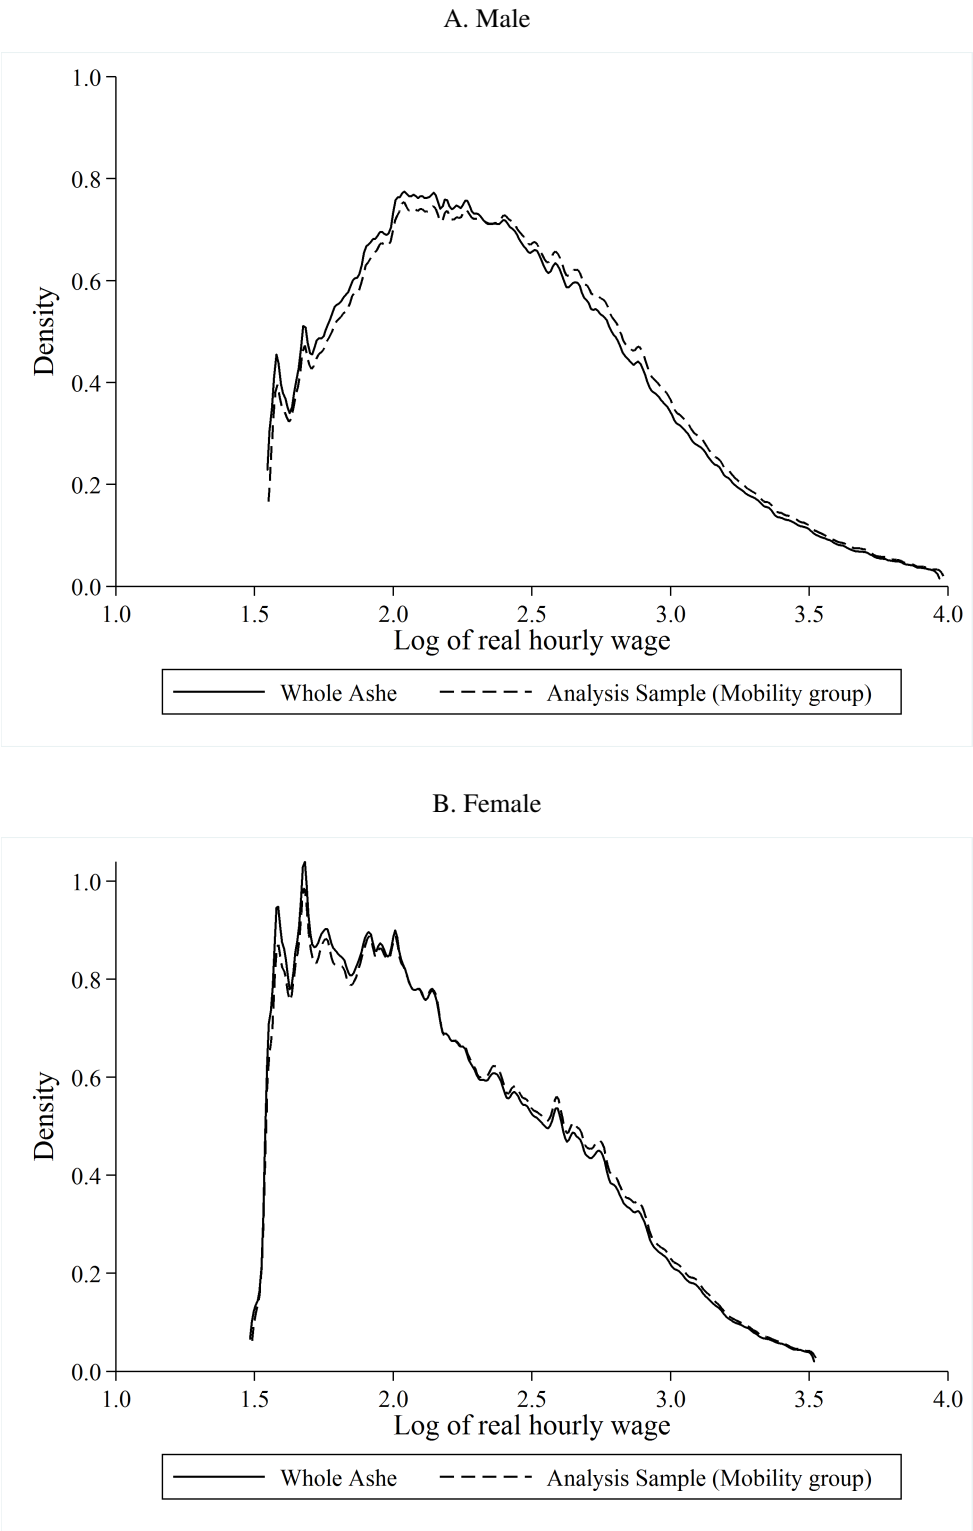 A. Male
1.0
0.8
0.6
0.4
0.2
0.0
Density
1.0 1.5 2.0 2.5 3.0 3.5 4.0
Log of real hourly wage
Whole Ashe Analysis Sample (Mobility group)
B. Female
1.0
0.8
0.6
0.4
0.2
0.0
Density
1.0 1.5 2.0 2.5 3.0 3.5 4.0
Log of real hourly wage
Whole Ashe Analysis Sample (Mobility group)